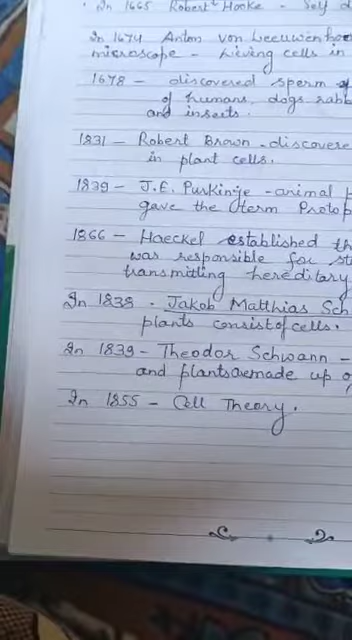 In 1665 Robert Hooke - Self d
In 1674 Anton von Leeuwenhoe
microscope - Lieving cells in
1678 - discovered sperm
of humans, dogs rabb
and insects.
1831 - Robert Brown - discovere
in plant cells.
1839 - J.E. Purkinje - animal
gave the term Protop
1866 - Haeckel established th
was responsible for st
transmitting hereditary
In 1838 - Jakob Matthias Sch
plants consist of cells.
In 1839 - Theodor Schwann -
and plants a made up o
In 1855 - Cell Theory.